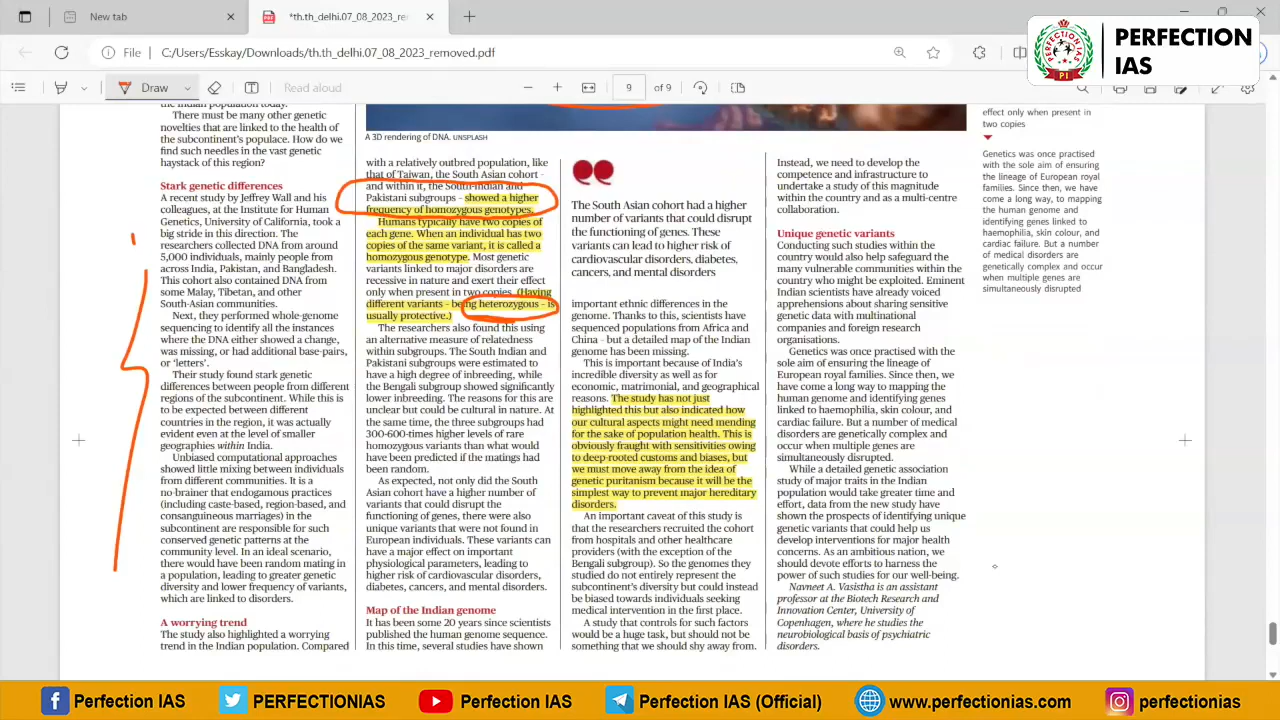 New tab
*th.th_delhi.07_08_2023_re
PERFECTION
IAS
PERFECTION IAS
PI
File
C:/Users/Esskay/Downloads/th.th_delhi.07_08_2023_removed.pdf
Draw
Read aloud
9
of 9
the Indian population today.
There must be many other genetic
novelties that are linked to the health of
the subcontinent's populace. How do we
find such needles in the vast genetic
haystack of this region?
Stark genetic differences
A recent study by Jeffrey Wall and his
colleagues, at the Institute for Human
Genetics, University of California, took a
big stride in this direction. The
researchers collected DNA from around
5,000 individuals, mainly people from
across India, Pakistan, and Bangladesh.
This cohort also contained DNA from
some Malay, Tibetan, and other
South-Asian communities.
Next, they performed whole-genome
sequencing to identify all the instances
where the DNA either showed a change,
was missing, or had additional base-pairs,
or 'letters'.
Their study found stark genetic
differences between people from different
regions of the subcontinent. While this is
to be expected between different
countries in the region, it was actually
evident even at the level of smaller
geographies within India.
Unbiased computational approaches
showed little mixing between individuals
from different communities. It is a
no-brainer that endogamous practices
(including caste-based, region-based, and
consanguineous marriages) in the
subcontinent are responsible for such
conserved genetic patterns at the
community level. In an ideal scenario,
there would have been random mating in
a population, leading to greater genetic
diversity and lower frequency of variants,
which are linked to disorders.
A worrying trend
The study also highlighted a worrying
trend in the Indian population. Compared
A 3D rendering of DNA. UNSPLASH
with a relatively outbred population, like
that of Taiwan, the South Asian cohort -
and within it, the South-Indian and
Pakistani subgroups - showed a higher
frequency of homozygous genotypes.
Humans typically have two copies of
each gene. When an individual has two
copies of the same variant, it is called a
homozygous genotype. Most genetic
variants linked to major disorders are
recessive in nature and exert their effect
only when present in two copies. (Having
different variants - being heterozygous - is
usually protective.)
The researchers also found this using
an alternative measure of relatedness
within subgroups. The South Indian and
Pakistani subgroups were estimated to
have a high degree of inbreeding, while
the Bengali subgroup showed significantly
lower inbreeding. The reasons for this are
unclear but could be cultural in nature. At
the same time, the three subgroups had
300-600-times higher levels of rare
homozygous variants than what would
have been predicted if the matings had
been random.
As expected, not only did the South
Asian cohort have a higher number of
variants that could disrupt the
functioning of genes, there were also
unique variants that were not found in
European individuals. These variants can
have a major effect on important
physiological parameters, leading to
higher risk of cardiovascular disorders,
diabetes, cancers, and mental disorders.
Map of the Indian genome
It has been some 20 years since scientists
published the human genome sequence.
In this time, several studies have shown
The South Asian cohort had a higher
number of variants that could disrupt
the functioning of genes. These
variants can lead to higher risk of
cardiovascular disorders, diabetes,
cancers, and mental disorders
important ethnic differences in the
genome. Thanks to this, scientists have
sequenced populations from Africa and
China - but a detailed map of the Indian
genome has been missing.
This is important because of India's
incredible diversity as well as for
economic, matrimonial, and geographical
reasons. The study has not just
highlighted this but also indicated how
our cultural aspects might need mending
for the sake of population health. This is
obviously fraught with sensitivities owing
to deep-rooted customs and biases, but
we must move away from the idea of
genetic puritanism because it will be the
simplest way to prevent major hereditary
disorders.
An important caveat of this study is
that the researchers recruited the cohort
from hospitals and other healthcare
providers (with the exception of the
Bengali subgroup). So the genomes they
studied do not entirely represent the
subcontinent's diversity but could instead
be biased towards individuals seeking
medical intervention in the first place.
A study that controls for such factors
would be a huge task, but should not be
something that we should shy away from.
Instead, we need to develop the
competence and infrastructure to
undertake a study of this magnitude
within the country and as a multi-centre
collaboration.
Unique genetic variants
Conducting such studies within the
country would also help safeguard the
many vulnerable communities within the
country who might be exploited. Eminent
Indian scientists have already voiced
apprehensions about sharing sensitive
genetic data with multinational
companies and foreign research
organisations.
Genetics was once practised with the
sole aim of ensuring the lineage of
European royal families. Since then, we
have come a long way to mapping the
human genome and identifying genes
linked to haemophilia, skin colour, and
cardiac failure. But a number of medical
disorders are genetically complex and
occur when multiple genes are
simultaneously disrupted.
While a detailed genetic association
study of major traits in the Indian
population would take greater time and
effort, data from the new study have
shown the prospects of identifying unique
genetic variants that could help us
develop interventions for major health
concerns. As an ambitious nation, we
should devote efforts to harness the
power of such studies for our well-being.
Navneet A. Vasistha is an assistant
professor at the Biotech Research and
Innovation Center, University of
Copenhagen, where he studies the
neurobiological basis of psychiatric
disorders.
effect only when present in
two copies
Genetics was once practised
with the sole aim of ensuring
the lineage of European royal
families. Since then, we have
come a long way, to mapping
the human genome and
identifying genes linked to
haemophilia, skin colour, and
cardiac failure. But a number
of medical disorders are
genetically complex and occur
when multiple genes are
simultaneously disrupted
Perfection IAS
PERFECTIONIAS
Perfection IAS
Perfection IAS (Official)
www.perfectionias.com
perfectionias